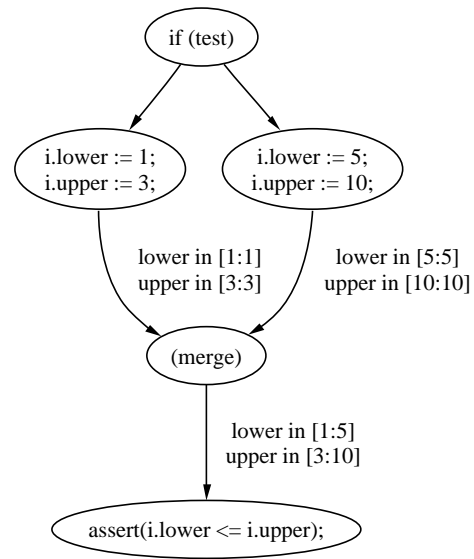 if (test)
i.lower := 1;
i.upper := 3;
i.lower := 5;
i.upper := 10;
lower in [1:1]
upper in [3:3]
lower in [5:5]
upper in [10:10]
(merge)
lower in [1:5]
upper in [3:10]
assert(i.lower <= i.upper);